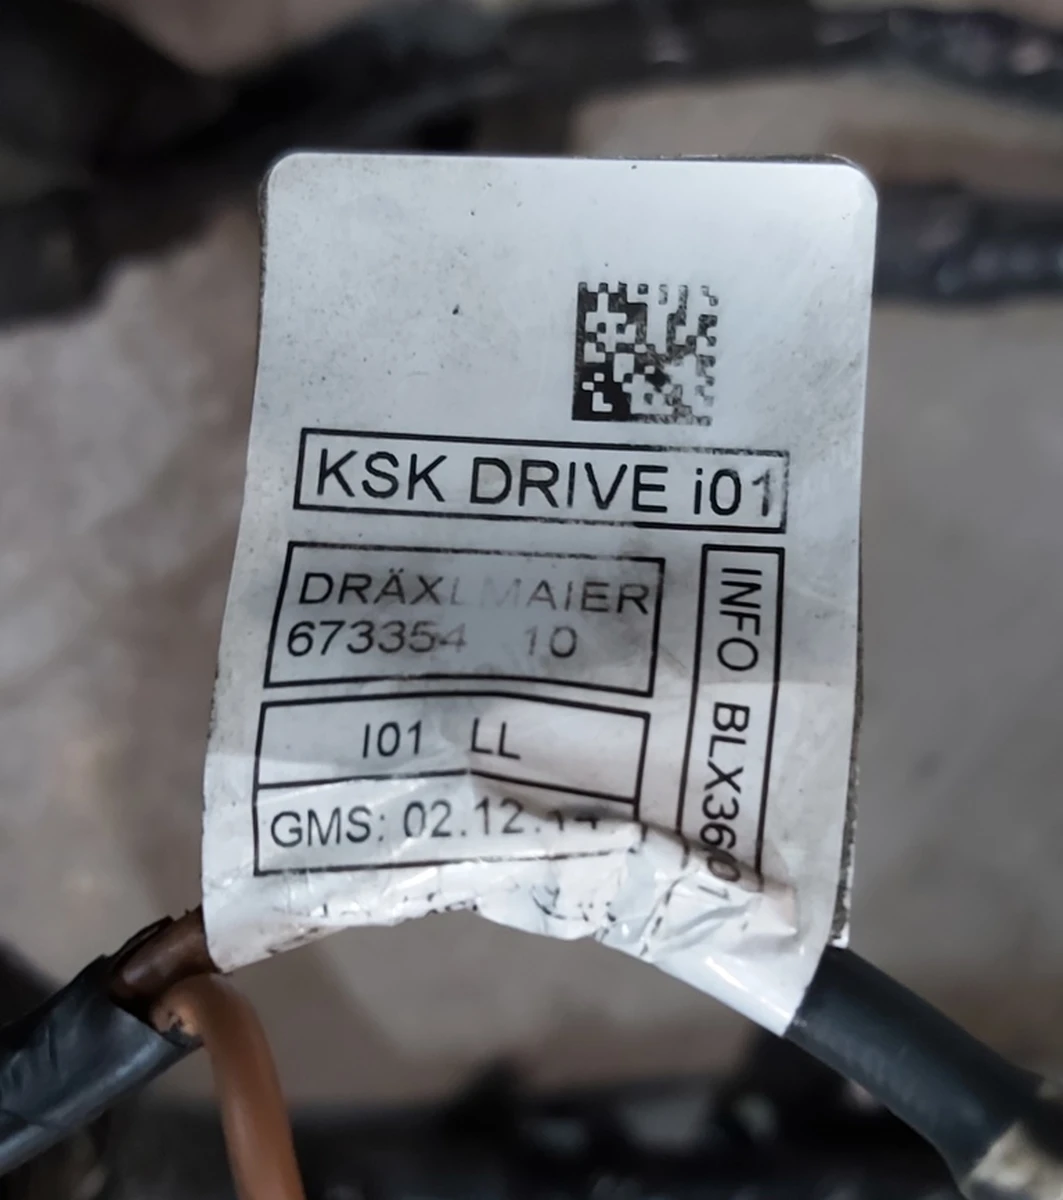 KSK DRIVE i01
DRÄXLMAIER
673354 10
I01 LL
GMS: 02.12.14
INFO BLX3601